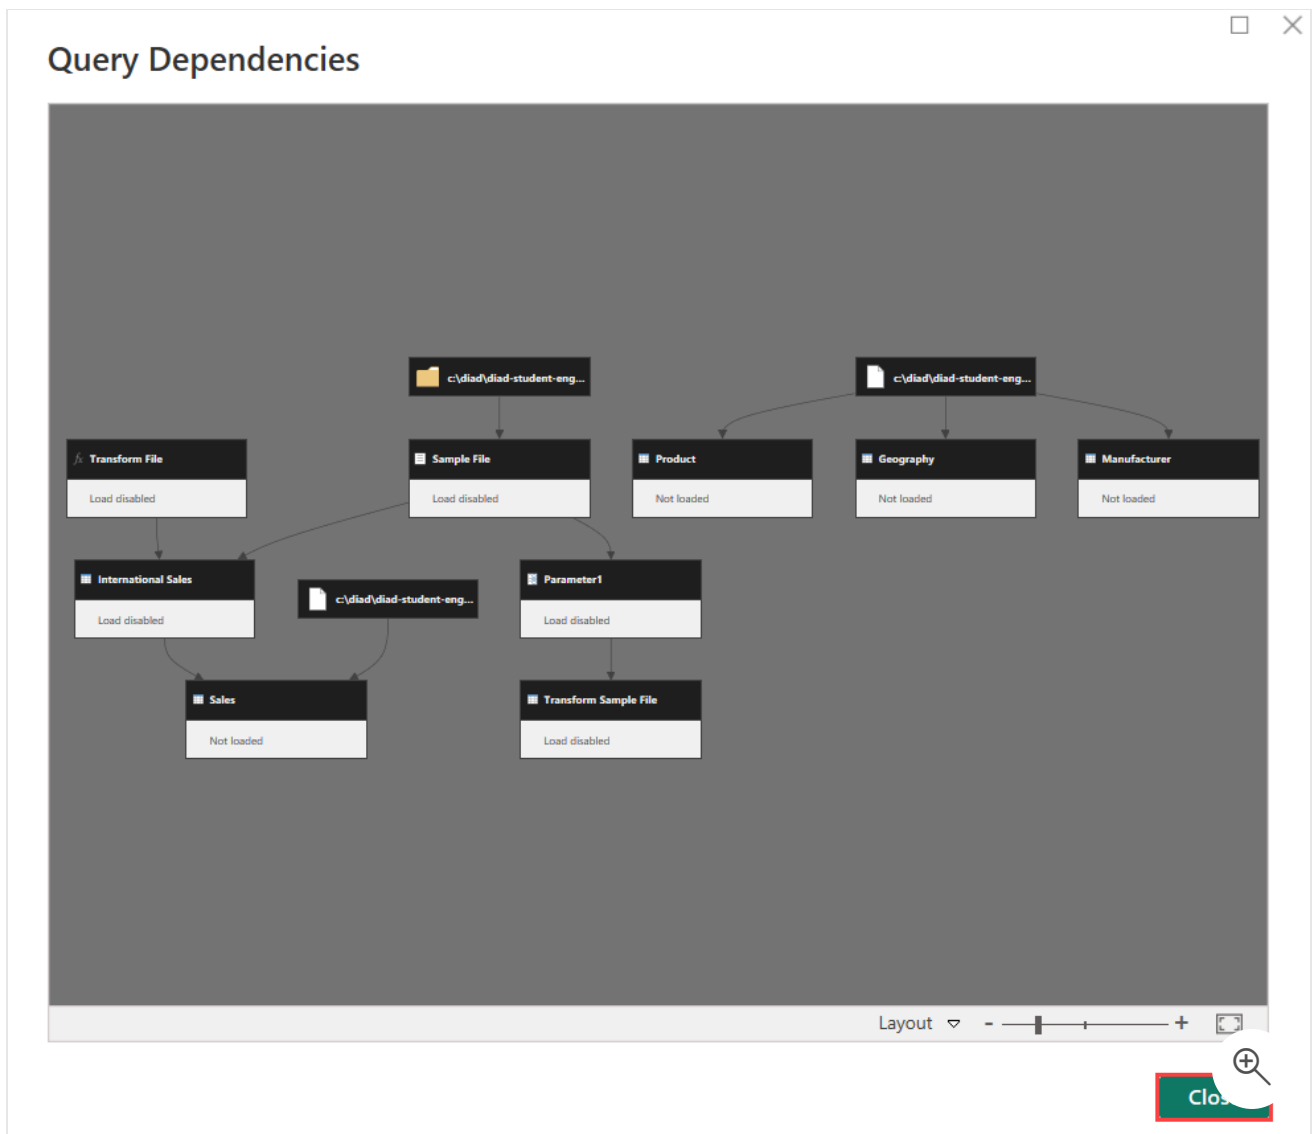 Query Dependencies
c:\diad\diad-student-eng...
c:\diad\diad-student-eng...
fx Transform File
Load disabled
Sample File
Load disabled
Product
Not loaded
Geography
Not loaded
Manufacturer
Not loaded
International Sales
Load disabled
c:\diad\diad-student-eng...
Parameter1
Load disabled
Sales
Not loaded
Transform Sample File
Load disabled
Layout
- +